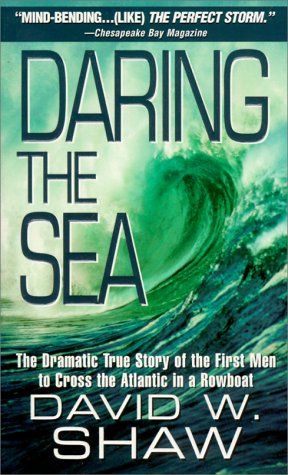 “MIND-BENDING...(LIKE) THE PERFECT STORM.”
—Chesapeake Bay Magazine
DARING
THE
SEA
The Dramatic True Story of the First Men
to Cross the Atlantic in a Rowboat
DAVID W.
SHAW